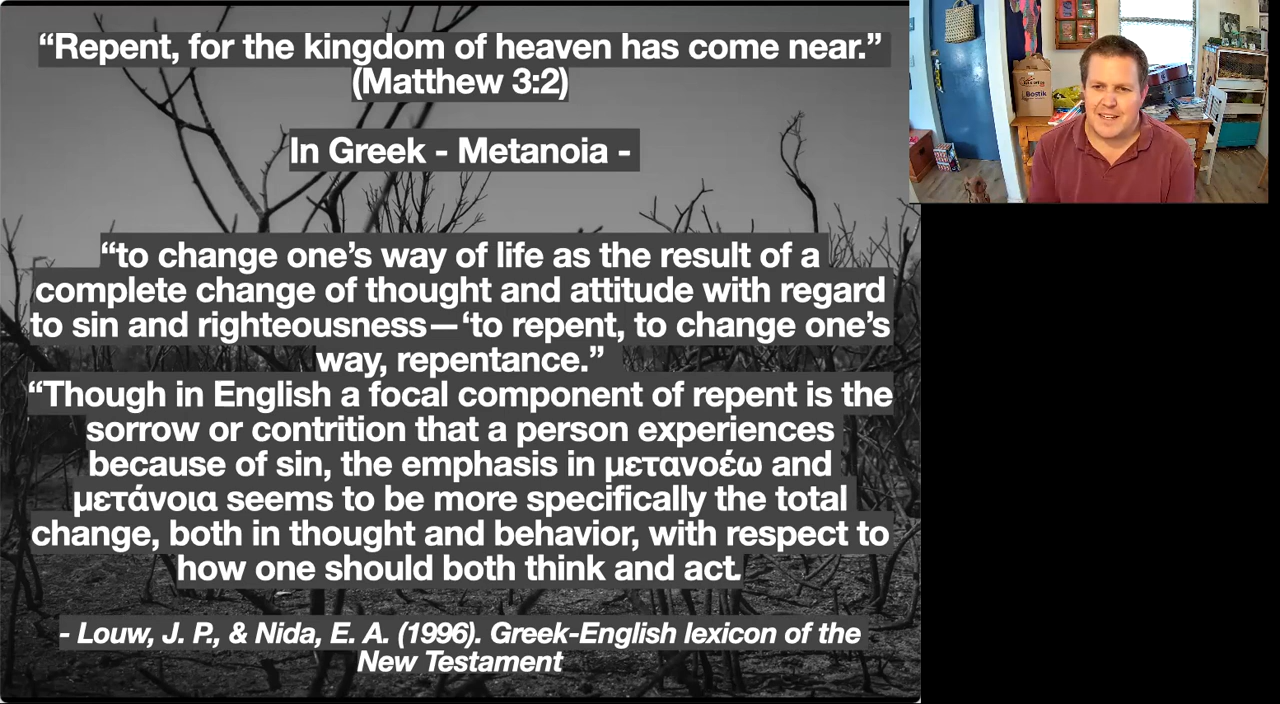 “Repent, for the kingdom of heaven has come near.”
(Matthew 3:2)
In Greek - Metanoia -
“to change one’s way of life as the result of a
complete change of thought and attitude with regard
to sin and righteousness—‘to repent, to change one’s
way, repentance.”
“Though in English a focal component of repent is the
sorrow or contrition that a person experiences
because of sin, the emphasis in μετανοέω and
μετάνοια seems to be more specifically the total
change, both in thought and behavior, with respect to
how one should both think and act.
- Louw, J. P., & Nida, E. A. (1996). Greek-English lexicon of the
New Testament
Bostik